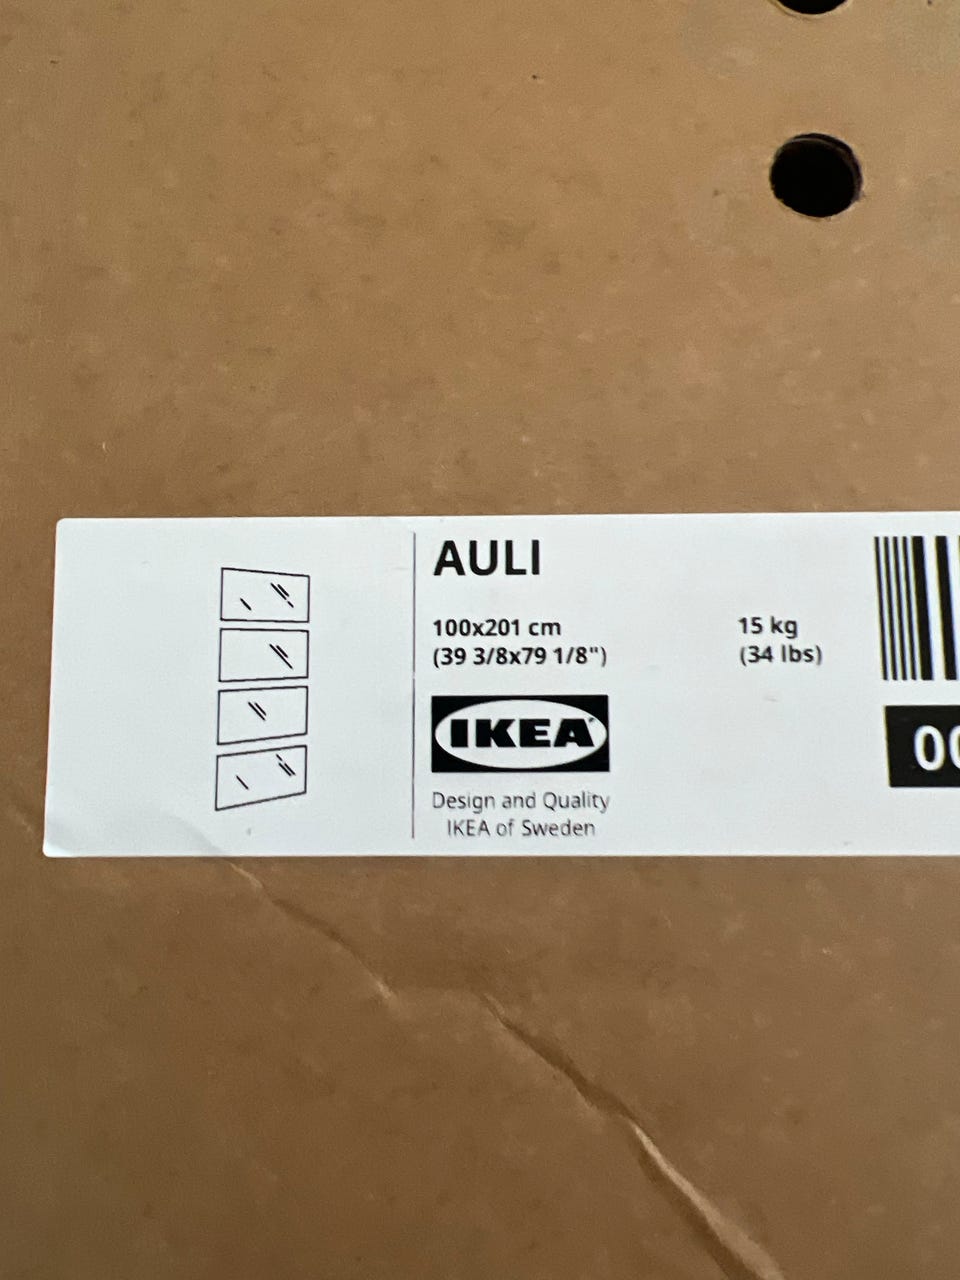 AULI
100x201 cm
(39 3/8x79 1/8")
15 kg
(34 lbs)
IKEA
Design and Quality
IKEA of Sweden